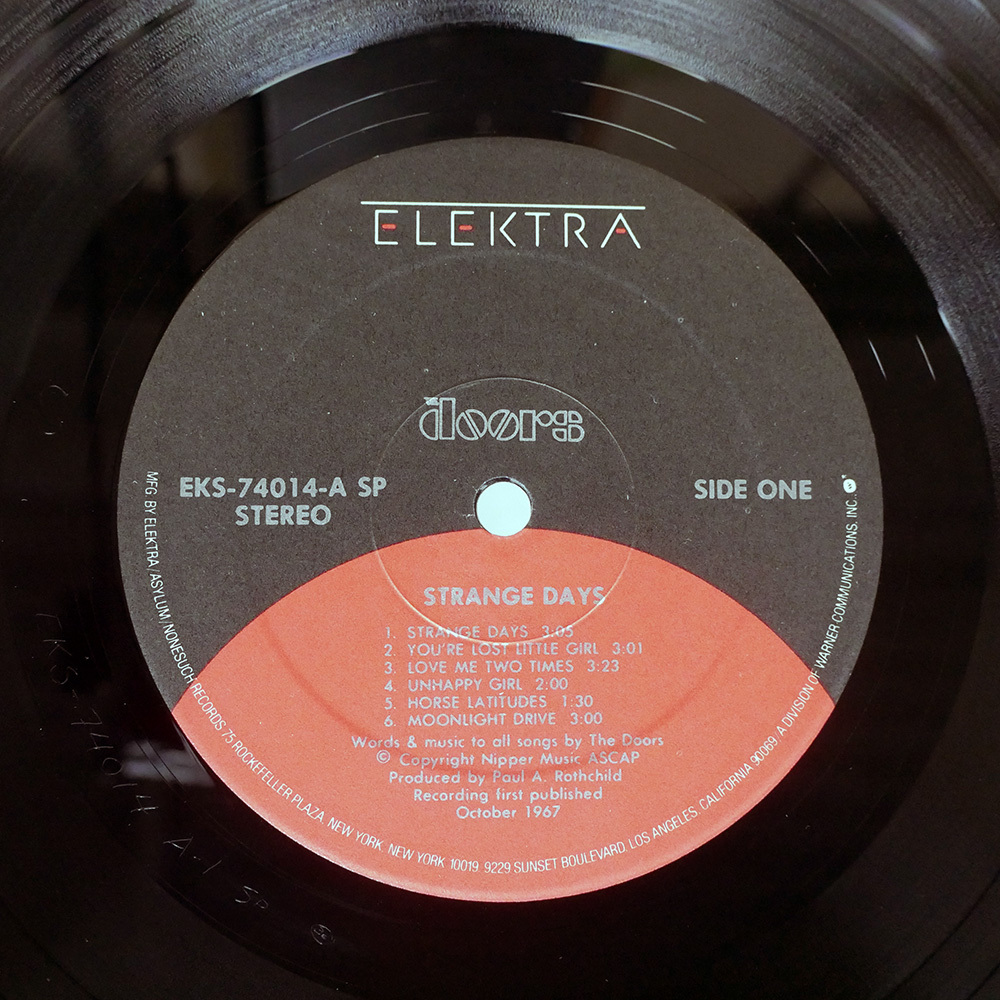 ELEKTRA
the doors
EKS-74014-A SP
STEREO
SIDE ONE
STRANGE DAYS
1. STRANGE DAYS 3:05
2. YOU'RE LOST LITTLE GIRL 3:01
3. LOVE ME TWO TIMES 3:23
4. UNHAPPY GIRL 2:00
5. HORSE LATITUDES 1:30
6. MOONLIGHT DRIVE 3:00
Words & music to all songs by The Doors
© Copyright Nipper Music ASCAP
Produced by Paul A. Rothchild
Recording first published
October 1967
MFG. BY ELEKTRA/ASYLUM/NONESUCH RECORDS 75 ROCKEFELLER PLAZA, NEW YORK, NEW YORK 10019 9229 SUNSET BOULEVARD, LOS ANGELES, CALIFORNIA 90069. A DIVISION OF WARNER COMMUNICATIONS, INC.
EKS-74014 A-1 SP